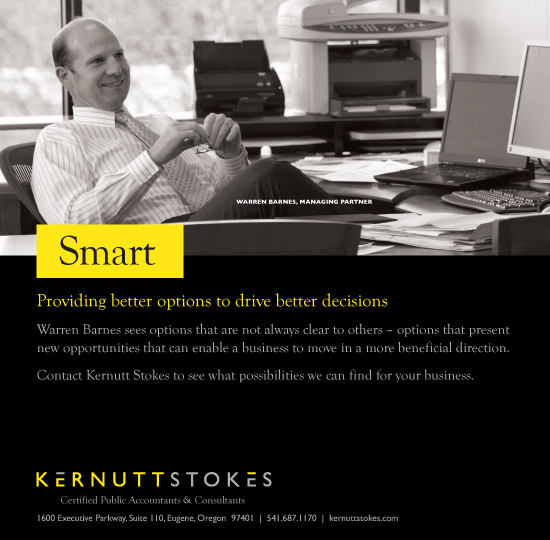 WARREN BARNES, MANAGING PARTNER
Smart
Providing better options to drive better decisions
Warren Barnes sees options that are not always clear to others – options that present
new opportunities that can enable a business to move in a more beneficial direction.
Contact Kernutt Stokes to see what possibilities we can find for your business.
KERNUTTSTOKES
Certified Public Accountants & Consultants
1600 Executive Parkway, Suite 110, Eugene, Oregon 97401 | 541.687.1170 | kernuttstokes.com